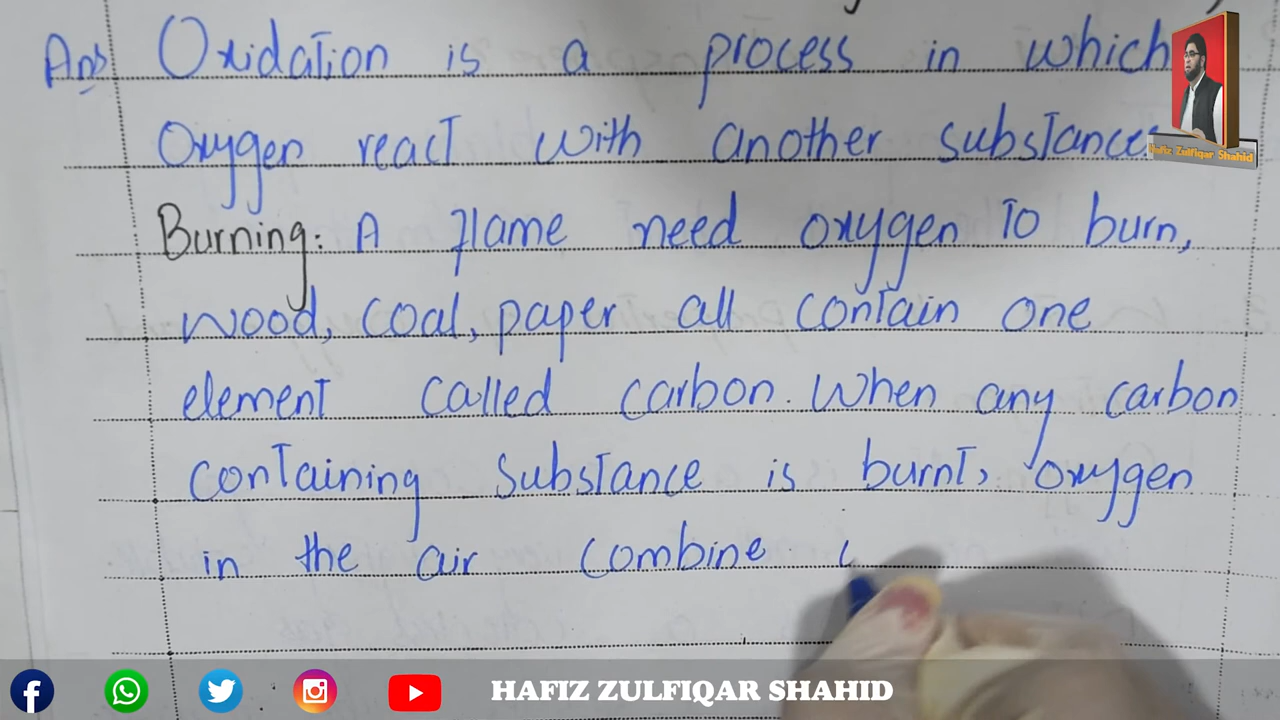 Ans Oxidation is a process in which
Oxygen react with another substances
Hafiz Zulfiqar Shahid
Burning: A flame need oxygen to burn,
wood, coal, paper all contain one
element called carbon. When any carbon
containing substance is burnt, oxygen
in the air combine
HAFIZ ZULFIQAR SHAHID